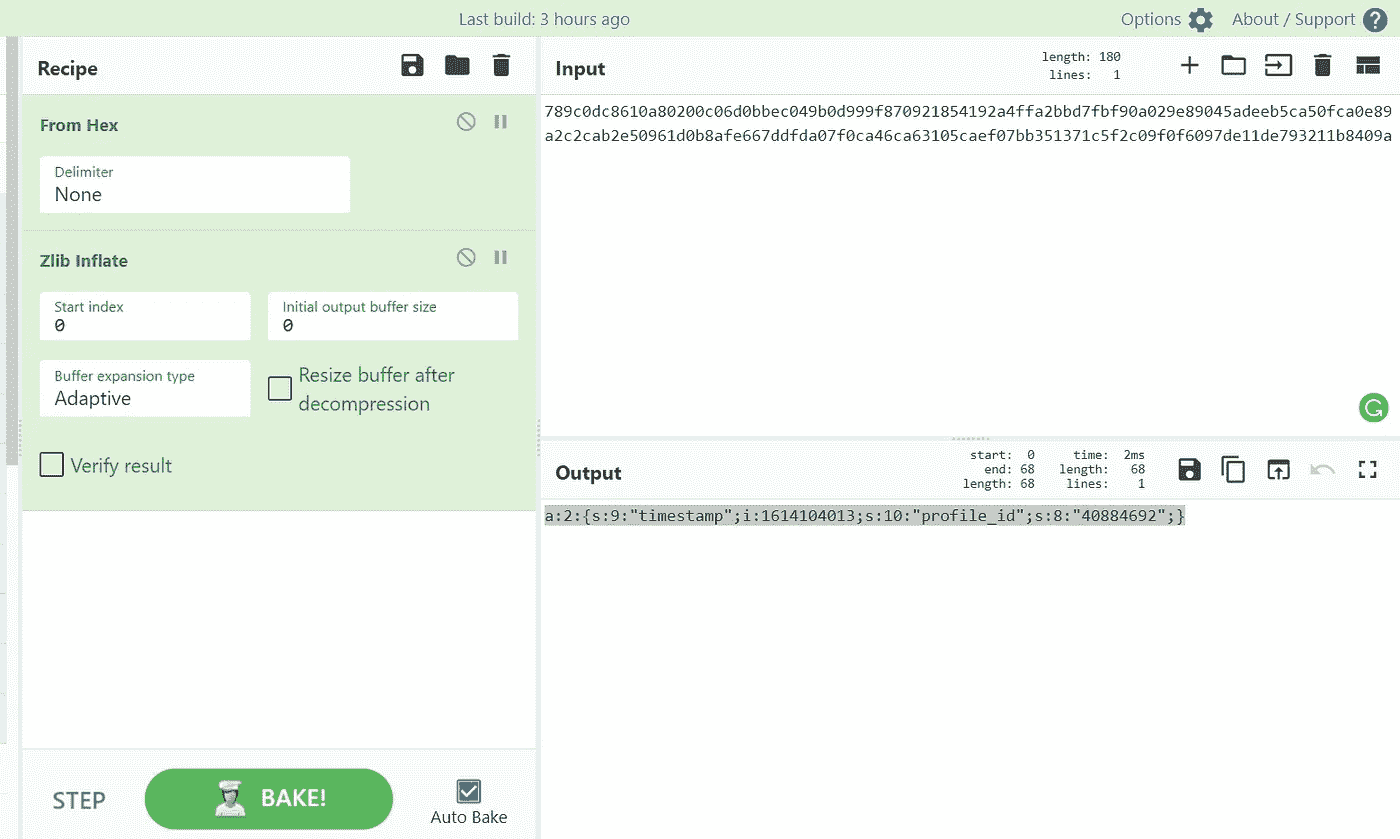 Last build: 3 hours ago
Options
About / Support
Recipe
From Hex
Delimiter
None
Zlib Inflate
Start index
0
Initial output buffer size
0
Buffer expansion type
Adaptive
Resize buffer after
decompression
Verify result
STEP
BAKE!
Auto Bake
Input
length: 180
lines: 1
789c0dc8610a80200c06d0bbec049b0d999f870921854192a4ffa2bbd7fbf90a029e89045adeeb5ca50fca0e89
a2c2cab2e50961d0b8afe667ddfda07f0ca46ca63105caef07bb351371c5f2c09f0f6097de11de793211b8409a
Output
start: 0
end: 68
length: 68
time: 2ms
length: 68
lines: 1
a:2:{s:9:"timestamp";i:1614104013;s:10:"profile_id";s:8:"40884692";}